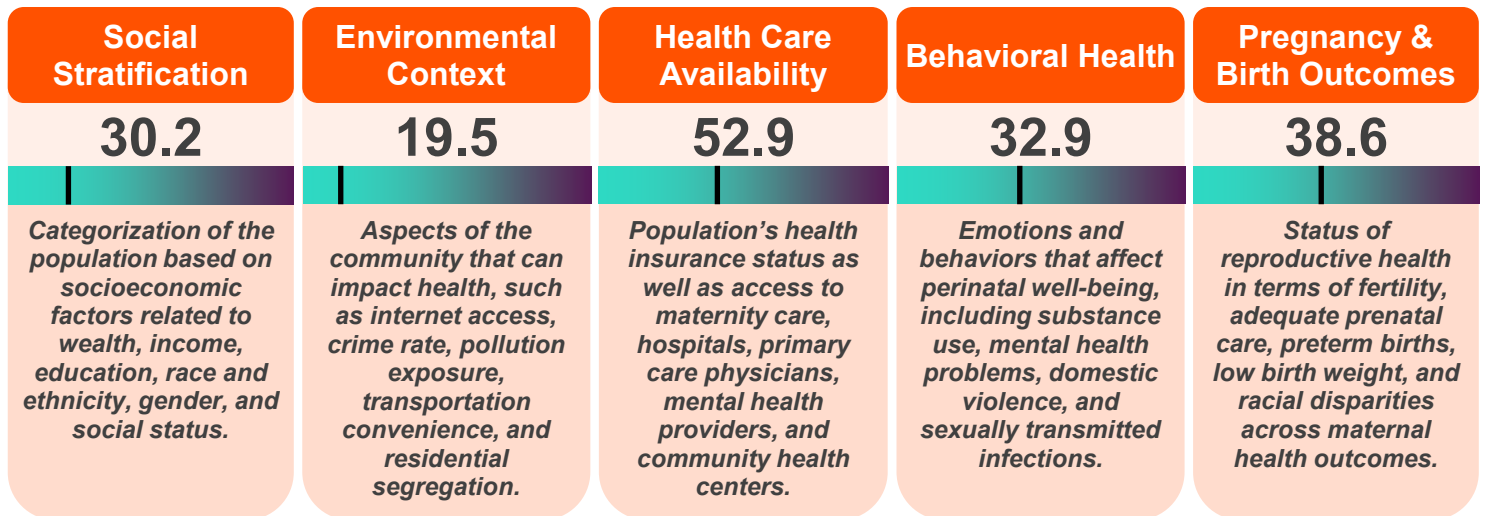 Social
Stratification
30.2
Categorization of the
population based on
socioeconomic
factors related to
wealth, income,
education, race and
ethnicity, gender, and
social status.
Environmental
Context
19.5
Aspects of the
community that can
impact health, such
as internet access,
crime rate, pollution
exposure,
transportation
convenience, and
residential
segregation.
Health Care
Availability
52.9
Population’s health
insurance status as
well as access to
maternity care,
hospitals, primary
care physicians,
mental health
providers, and
community health
centers.
Behavioral Health
32.9
Emotions and
behaviors that affect
perinatal well-being,
including substance
use, mental health
problems, domestic
violence, and
sexually transmitted
infections.
Pregnancy &
Birth Outcomes
38.6
Status of
reproductive health
in terms of fertility,
adequate prenatal
care, preterm births,
low birth weight, and
racial disparities
across maternal
health outcomes.